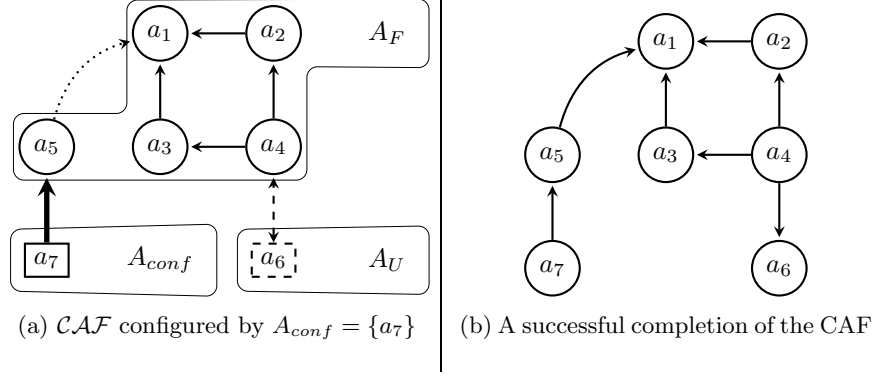 a₁ a₂ A_F
a₅ a₃ a₄
a₇ A_conf a₆ A_U
(a) CAF configured by A_conf = {a₇}
a₁ a₂
a₅ a₃ a₄
a₇ a₆
(b) A successful completion of the CAF